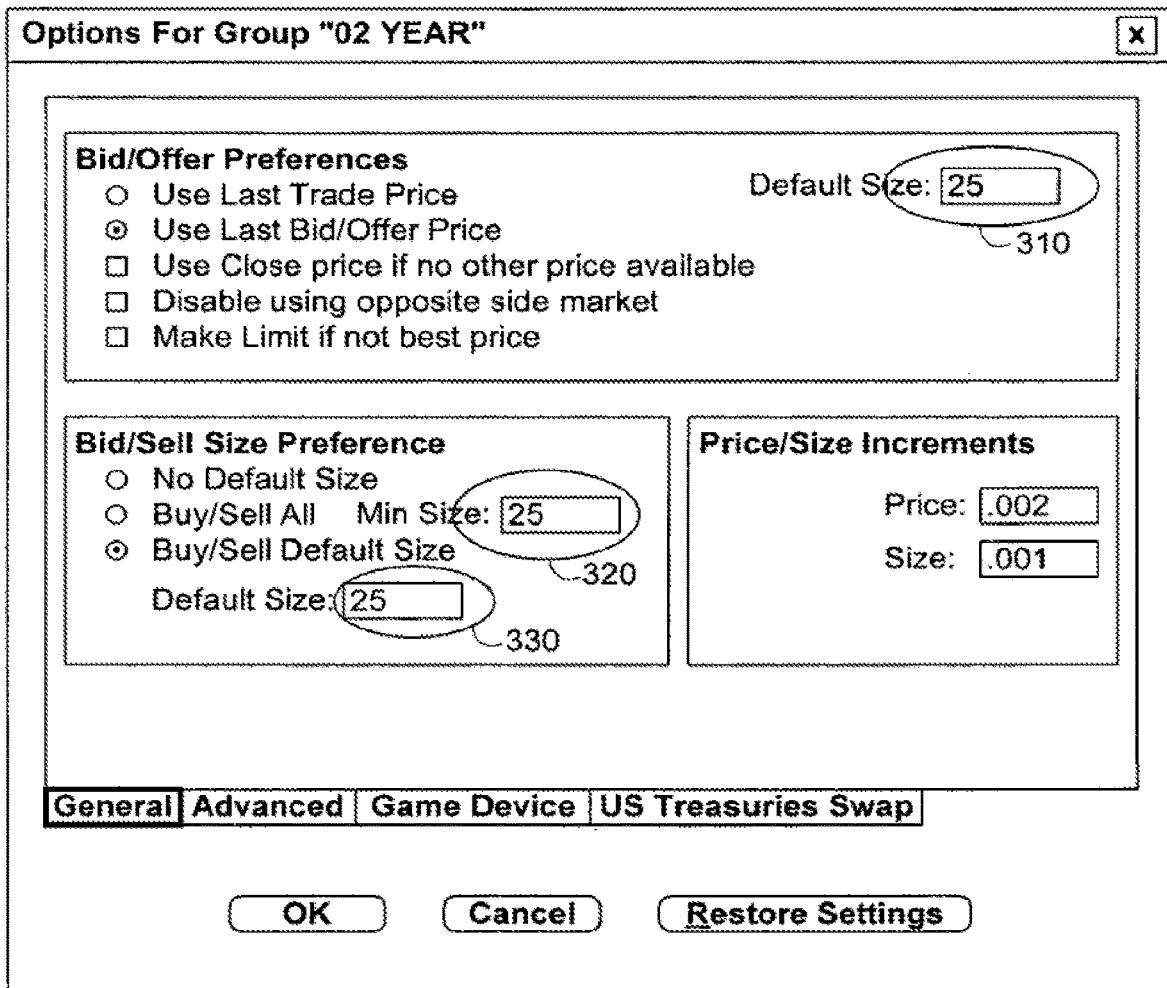 Options For Group "02 YEAR"
x
Bid/Offer Preferences
Use Last Trade Price
Default Size: 25
Use Last Bid/Offer Price
310
Use Close price if no other price available
Disable using opposite side market
Make Limit if not best price
Bid/Sell Size Preference
No Default Size
Buy/Sell All Min Size: 25
Buy/Sell Default Size
320
Default Size: 25
330
Price/Size Increments
Price: .002
Size: .001
General Advanced Game Device US Treasuries Swap
OK Cancel Restore Settings